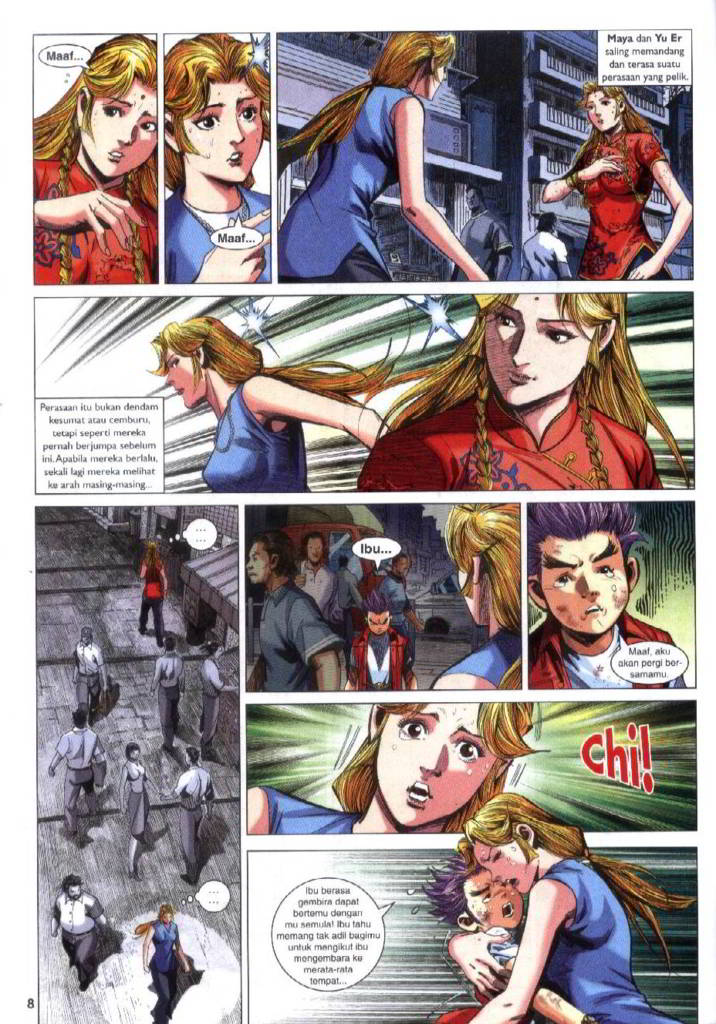 Maaf...
Maaf...
Maya dan Yu Er
saling memandang
dan terasa suatu
perasaan yang pelik.
Perasaan itu bukan dendam
kesumat atau cemburu,
tetapi seperti mereka
pernah berjumpa sebelum
ini. Apabila mereka berlalu,
sekali lagi mereka melihat
ke arah masing-masing...
...
...
...
...
Ibu...
Maaf, aku
akan pergi ber-
samamu.
Chi!
Ibu berasa
gembira dapat
bertemu dengan
mu semula! Ibu tahu
memang tak adil bagimu
untuk mengikut ibu
mengembara ke
merata-rata
tempat...
8